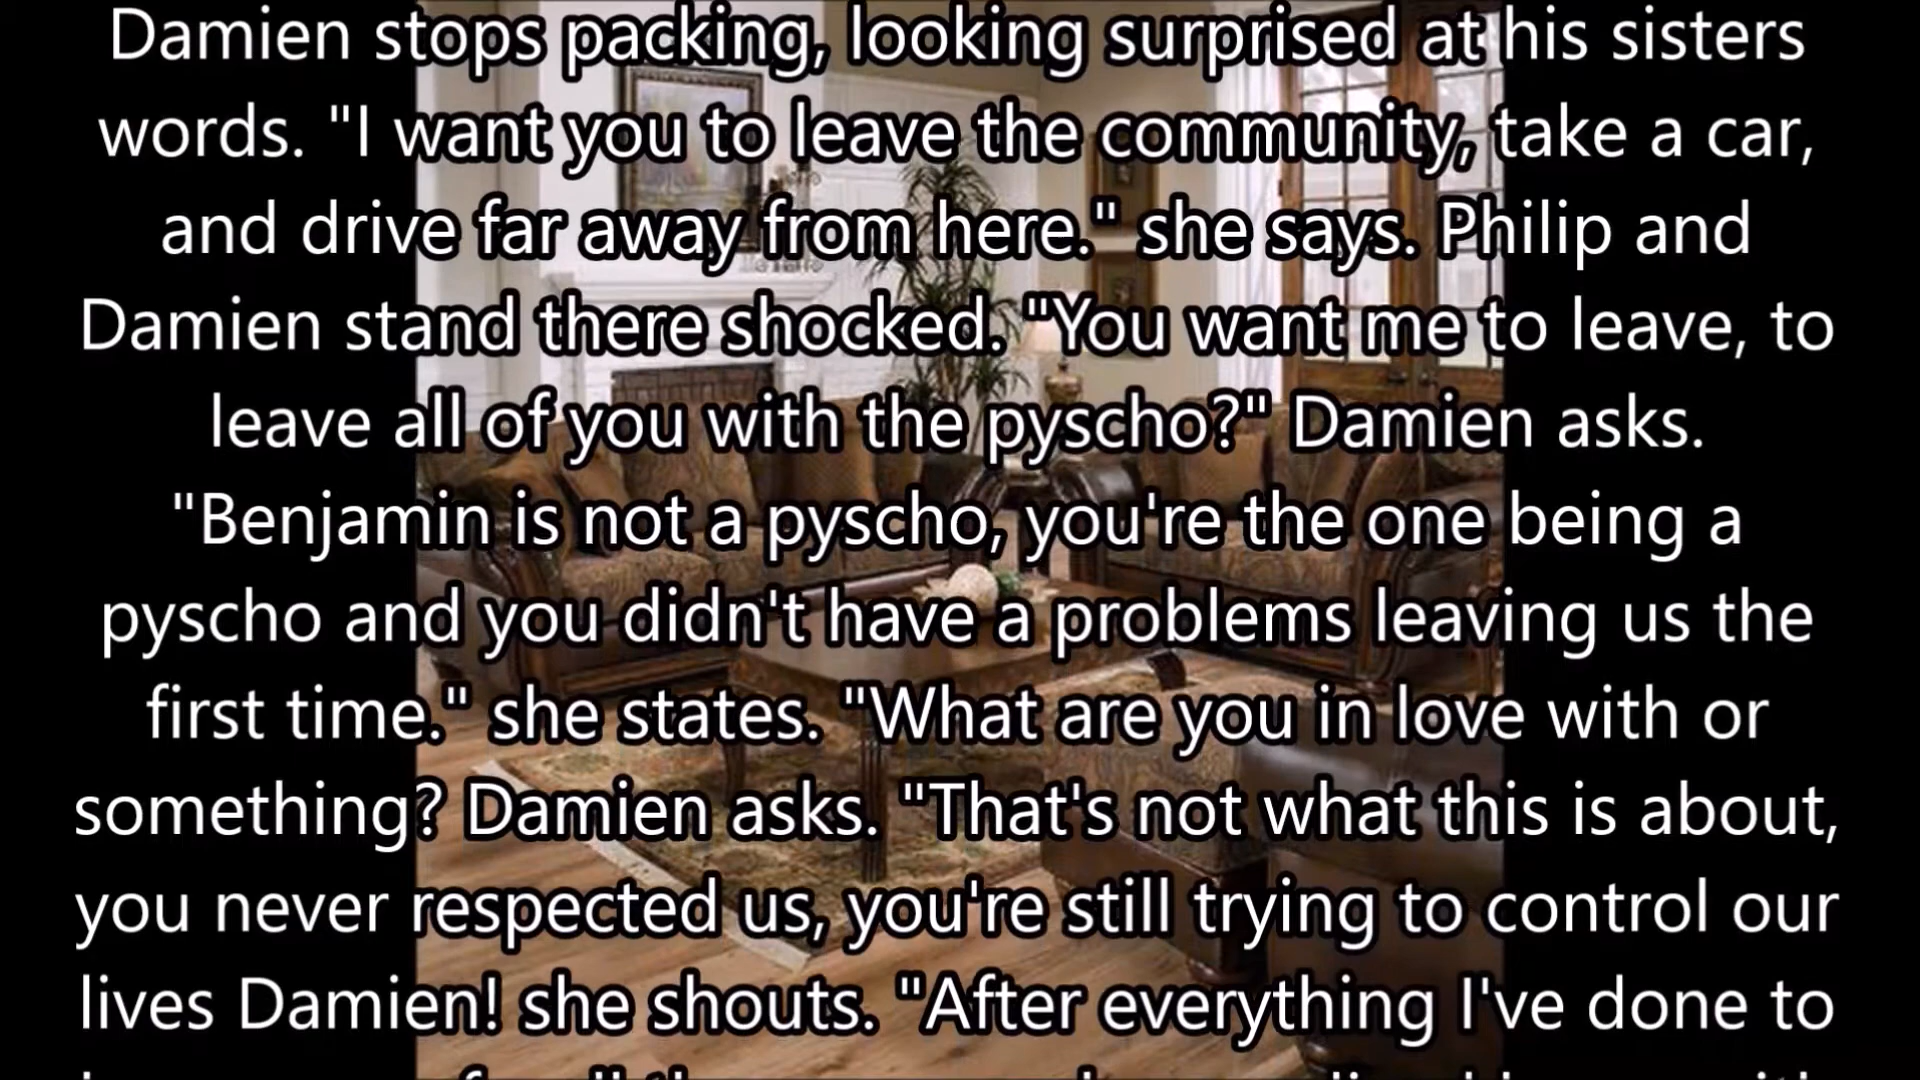 Damien stops packing, looking surprised at his sisters
words. "I want you to leave the community, take a car,
and drive far away from here." she says. Philip and
Damien stand there shocked. "You want me to leave, to
leave all of you with the pyscho?" Damien asks.
"Benjamin is not a pyscho, you're the one being a
pyscho and you didn't have a problems leaving us the
first time." she states. "What are you in love with or
something? Damien asks. "That's not what this is about,
you never respected us, you're still trying to control our
lives Damien! she shouts. "After everything I've done to